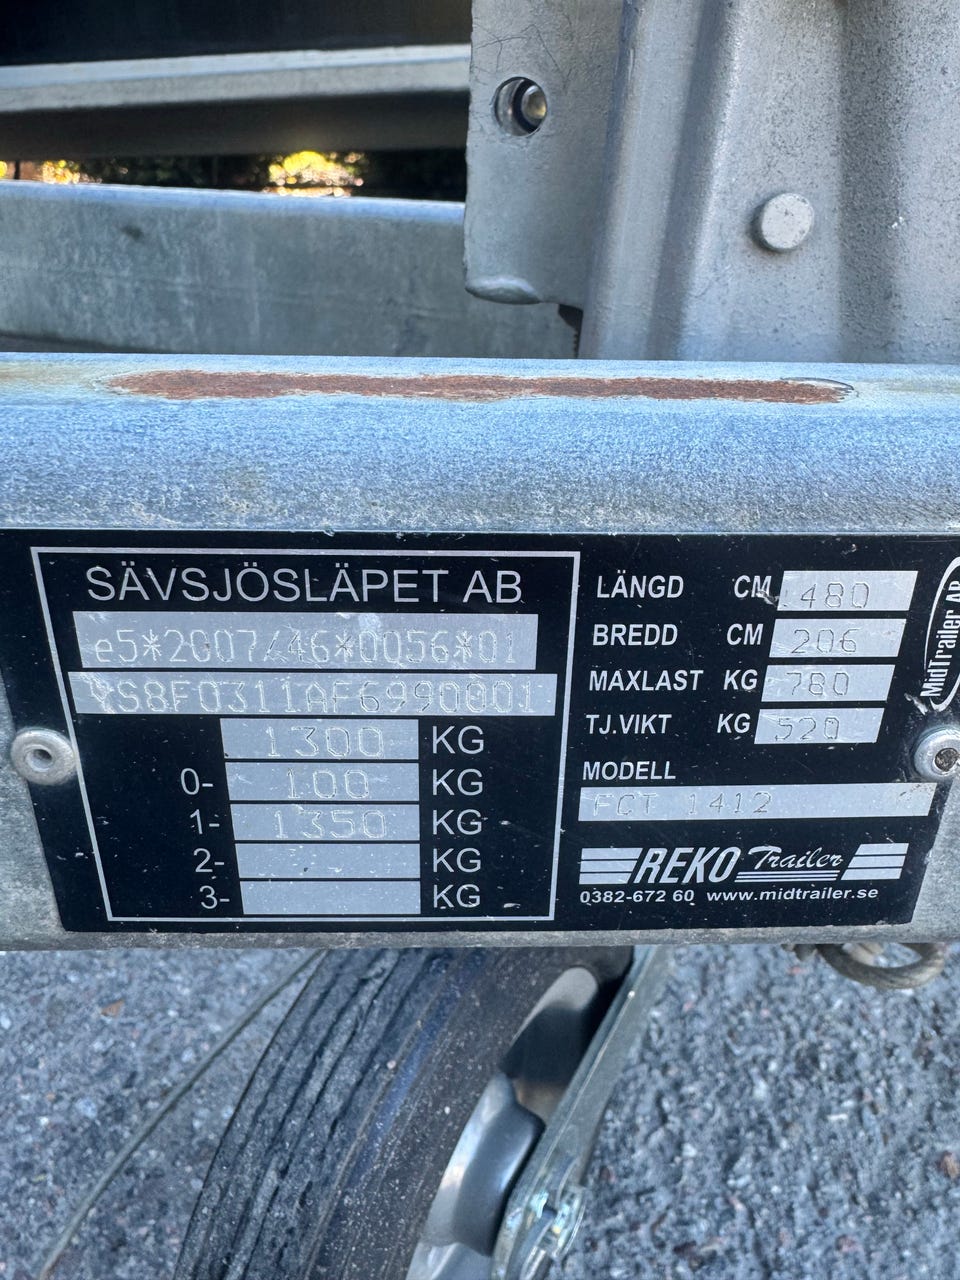 SÄVSJÖSLÄPET AB
e5*2007/46*0056*01
YS8F0311AF6990001
1300 KG
0- 100 KG
1- 1350 KG
2- KG
3- KG
LÄNGD CM 480
BREDD CM 206
MAXLAST KG 780
TJ.VIKT KG 520
MODELL
FCT 1412
REKO Trailer
0382-672 60 www.midtrailer.se
MidTrailer AB